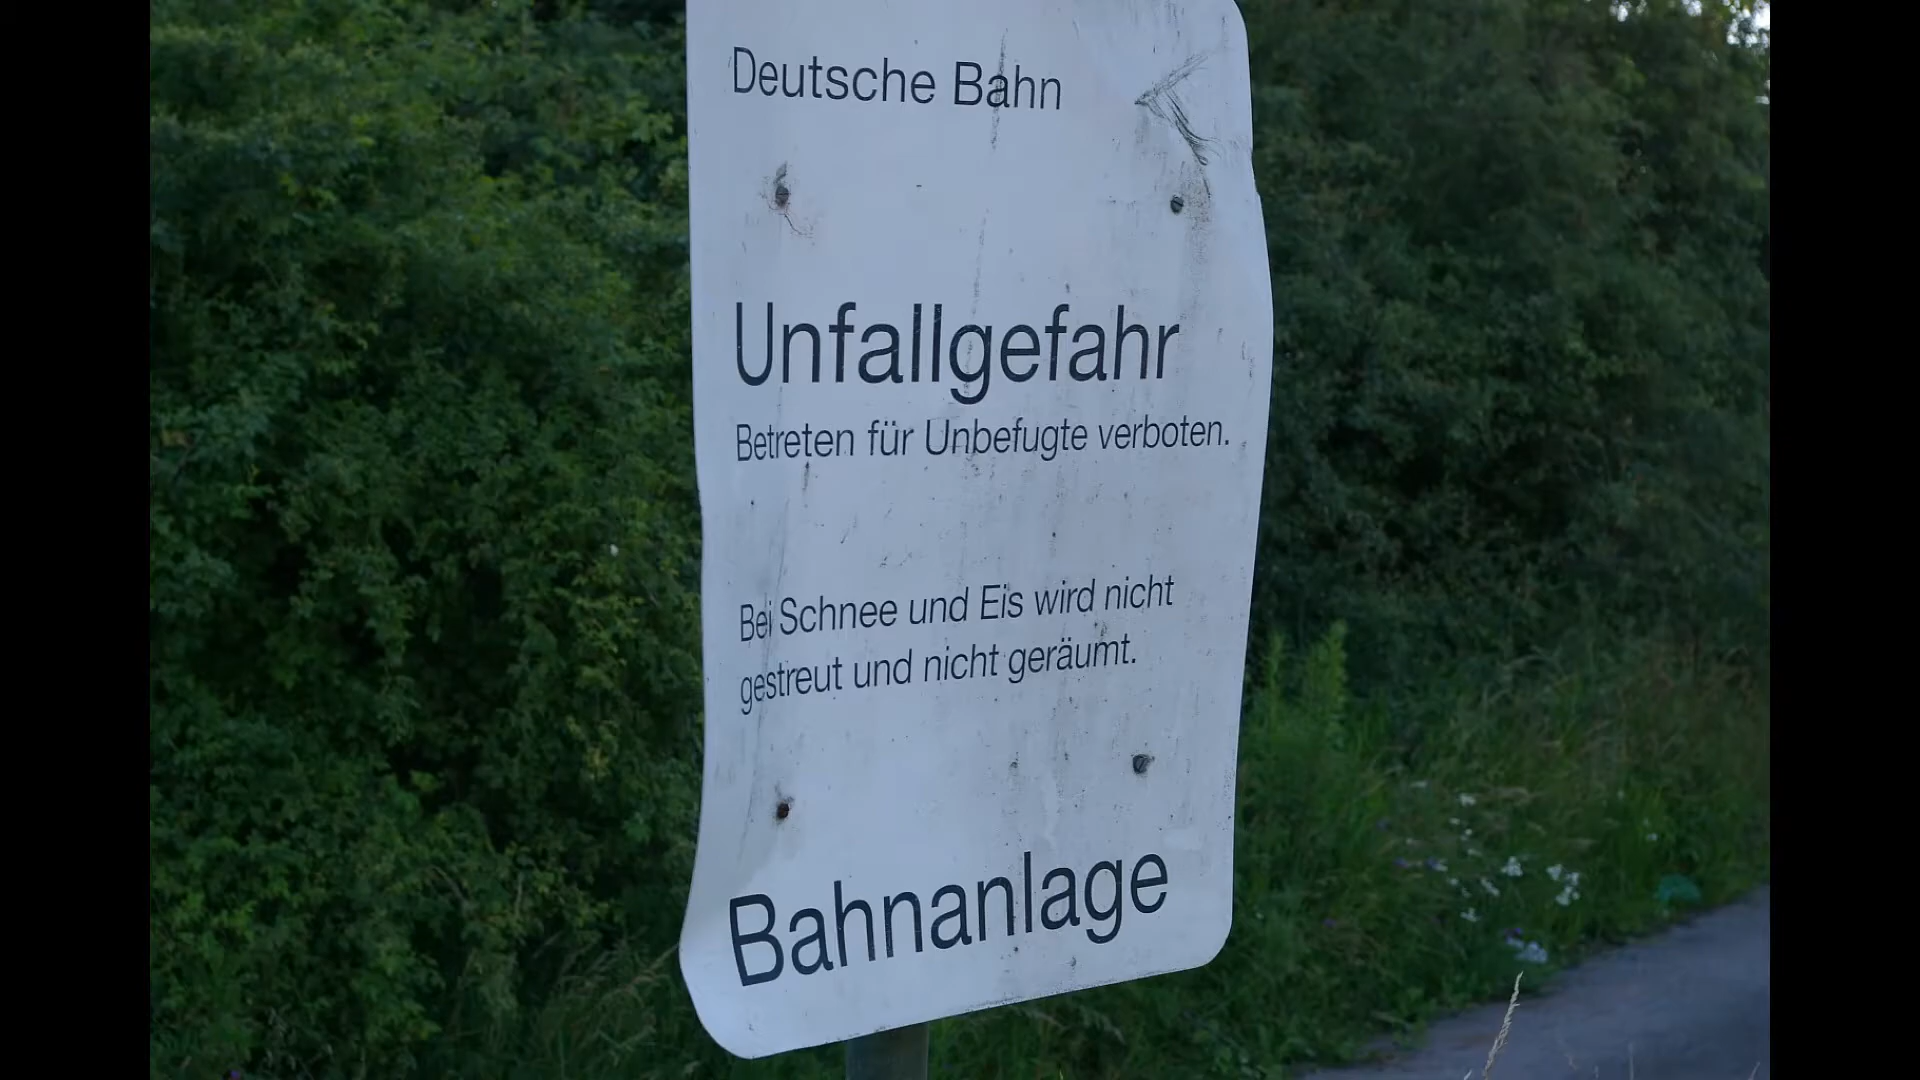 Deutsche Bahn
Unfallgefahr
Betreten für Unbefugte verboten.
Bei Schnee und Eis wird nicht
gestreut und nicht geräumt.
Bahnanlage